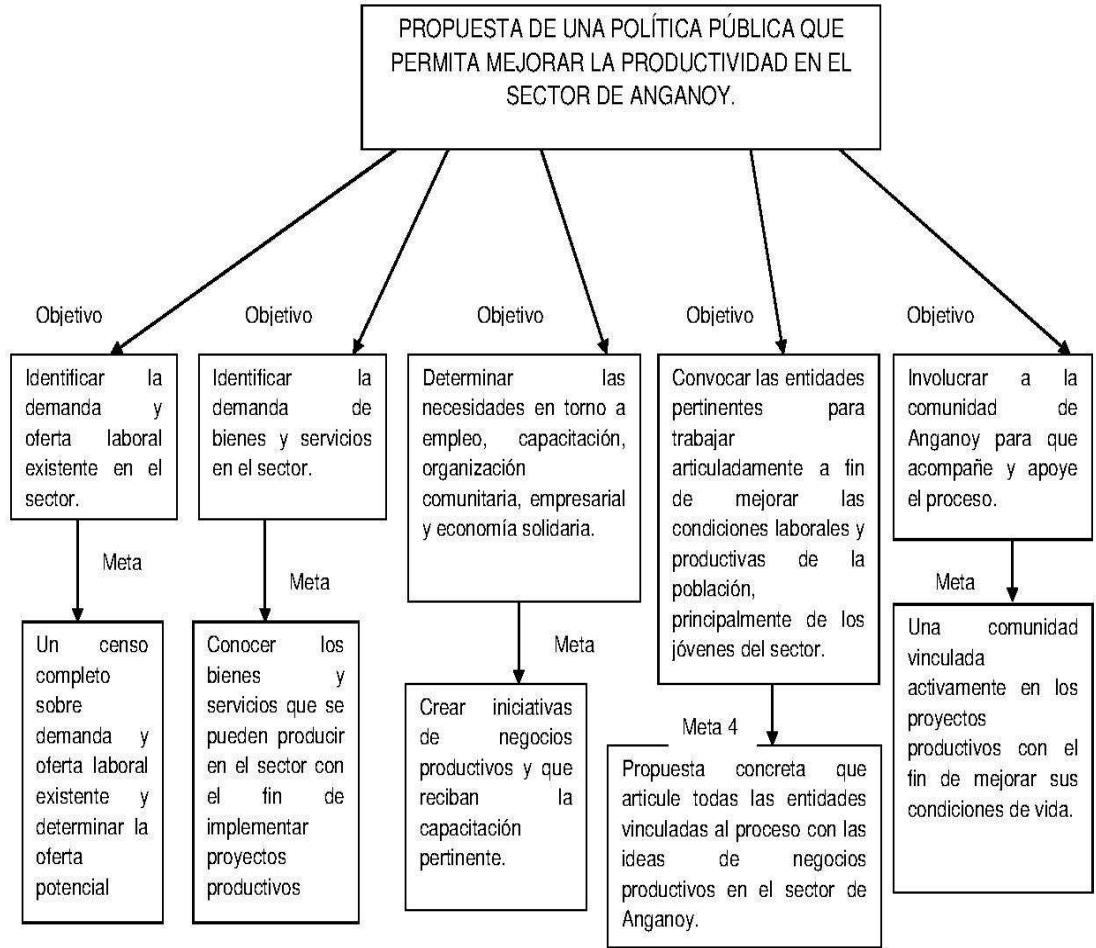 PROPUESTA DE UNA POLÍTICA PÚBLICA QUE
PERMITA MEJORAR LA PRODUCTIVIDAD EN EL
SECTOR DE ANGANOY.
Objetivo
Identificar la
demanda y
oferta laboral
existente en el
sector.
Meta
Un censo
completo
sobre
demanda y
oferta laboral
existente y
determinar la
oferta
potencial
Objetivo
Identificar la
demanda de
bienes y servicios
en el sector.
Meta
Conocer los
bienes y
servicios que se
pueden producir
en el sector con
el fin de
implementar
proyectos
productivos
Objetivo
Determinar las
necesidades en torno a
empleo, capacitación,
organización
comunitaria, empresarial
y economía solidaria.
Meta
Crear iniciativas
de negocios
productivos y que
reciban la
capacitación
pertinente.
Objetivo
Convocar las entidades
pertinentes para
trabajar
articuladamente a fin
de mejorar las
condiciones laborales y
productivas de la
población,
principalmente de los
jóvenes del sector.
Meta 4
Propuesta concreta que
articule todas las entidades
vinculadas al proceso con las
ideas de negocios
productivos en el sector de
Anganoy.
Objetivo
Involucrar a la
comunidad de
Anganoy para que
acompañe y apoye
el proceso.
Meta
Una comunidad
vinculada
activamente en los
proyectos
productivos con el
fin de mejorar sus
condiciones de vida.